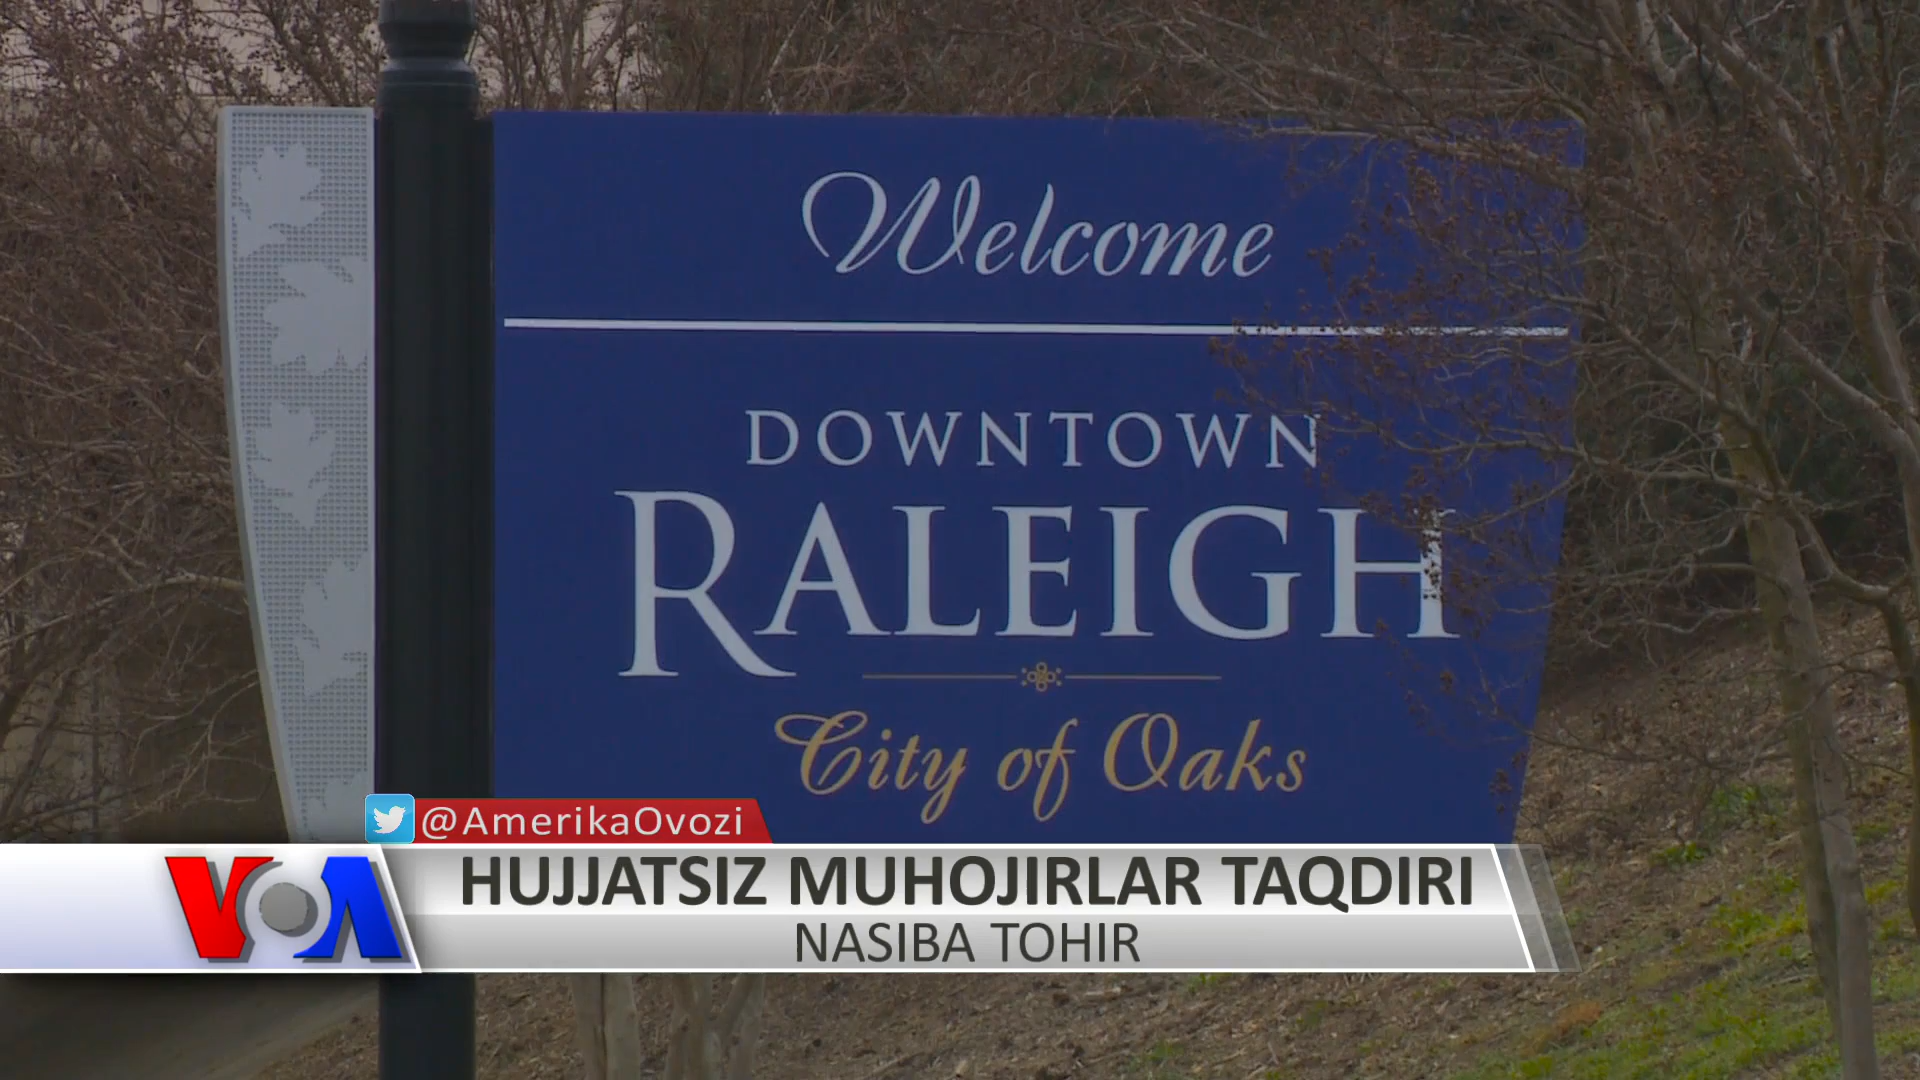 Welcome
DOWNTOWN
RALEIGH
City of Oaks
@AmerikaOvozi
VOA
HUJJATSIZ MUHOJIRLAR TAQDIRI
NASIBA TOHIR